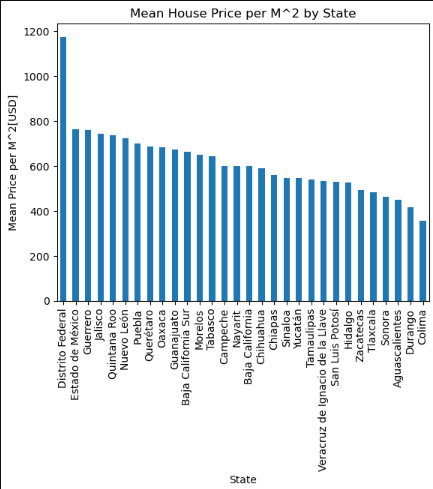 Mean House Price per M^2 by State
Mean Price per M^2[USD]
1200
1000
800
600
400
200
0
Distrito Federal
Estado de México
Guerrero
Jalisco
Quintana Roo
Nuevo León
Puebla
Querétaro
Oaxaca
Guanajuato
Baja California Sur
Morelos
Tabasco
Campeche
Nayarit
Baja California
Chihuahua
Chiapas
Sinaloa
Yucatán
Tamaulipas
Veracruz de Ignacio de la Llave
San Luis Potosí
Hidalgo
Zacatecas
Tlaxcala
Sonora
Aguascalientes
Durango
Colima
State